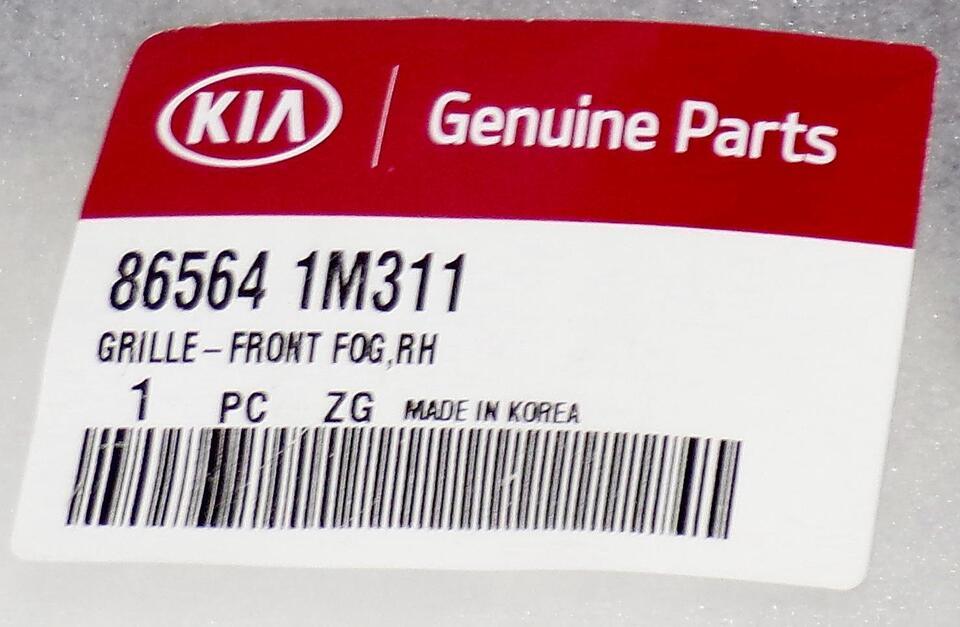 KIA Genuine Parts
86564 1M311
GRILLE-FRONT FOG,RH
1 PC ZG MADE IN KOREA